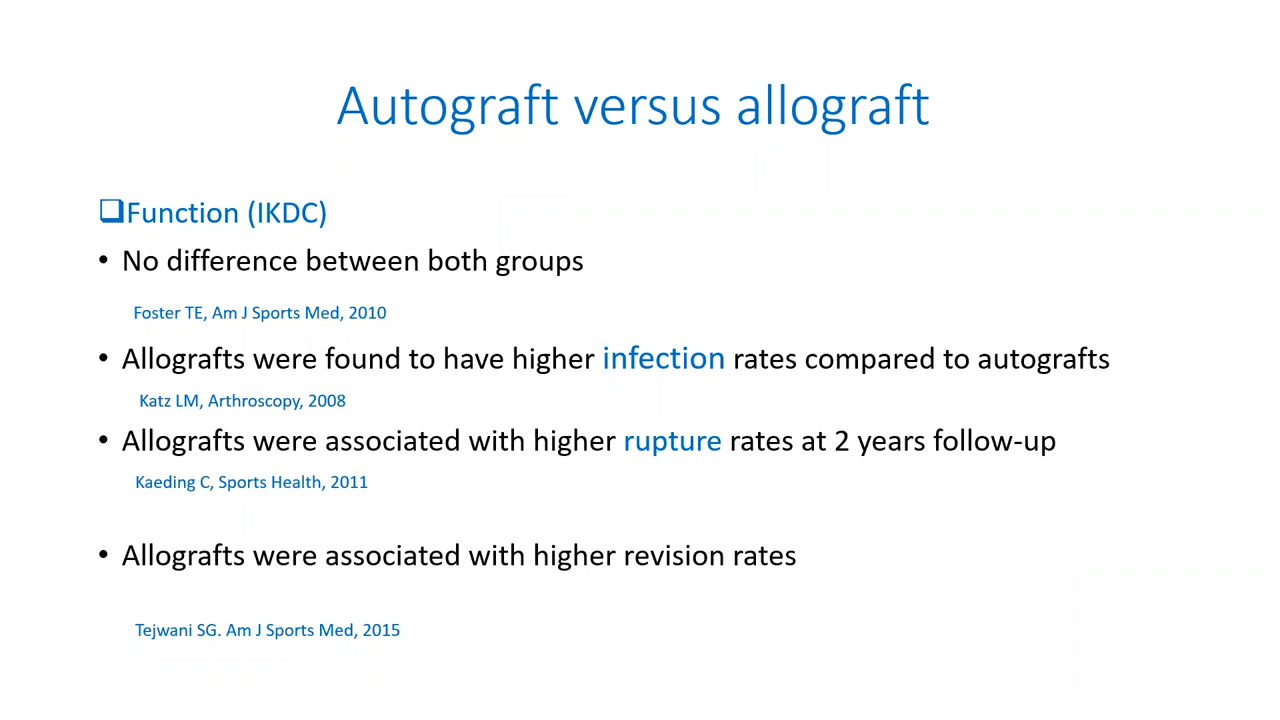 Autograft versus allograft
❑Function (IKDC)
• No difference between both groups
Foster TE, Am J Sports Med, 2010
• Allografts were found to have higher infection rates compared to autografts
Katz LM, Arthroscopy, 2008
• Allografts were associated with higher rupture rates at 2 years follow-up
Kaeding C, Sports Health, 2011
• Allografts were associated with higher revision rates
Tejwani SG. Am J Sports Med, 2015